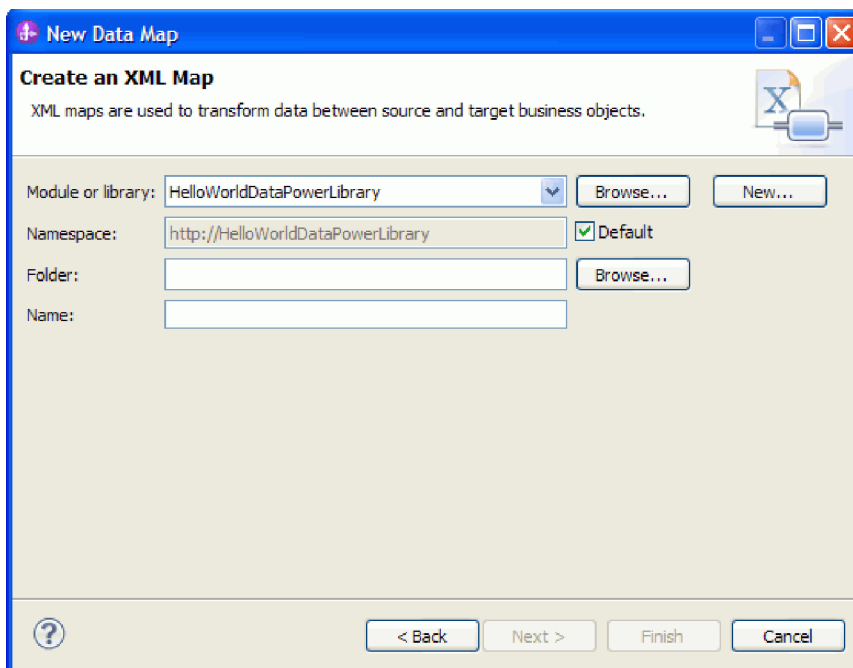 New Data Map
Create an XML Map
XML maps are used to transform data between source and target business objects.
X
Module or library: HelloWorldDataPowerLibrary Browse... New...
Namespace: http://HelloWorldDataPowerLibrary Default
Folder: Browse...
Name:
? < Back Next > Finish Cancel